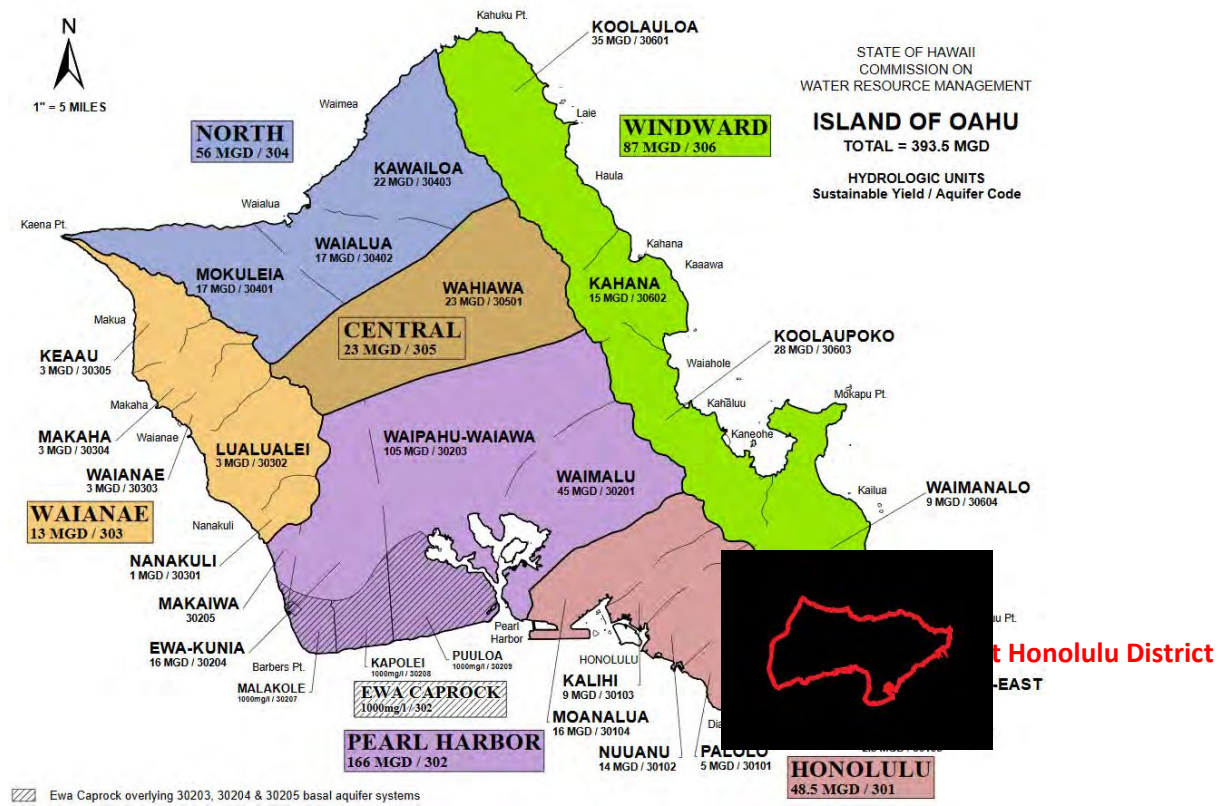 N
1" = 5 MILES
Kahuku Pt.
KOOLAULOA
35 MGD / 30601
STATE OF HAWAII
COMMISSION ON
WATER RESOURCE MANAGEMENT
ISLAND OF OAHU
TOTAL = 393.5 MGD
HYDROLOGIC UNITS
Sustainable Yield / Aquifer Code
Waimea
Laie
NORTH
56 MGD / 304
WINDWARD
87 MGD / 306
KAWAILOA
22 MGD / 30403
Haula
Waialua
Kaena Pt.
WAIALUA
17 MGD / 30402
Kahana
Kaaawa
MOKULEIA
17 MGD / 30401
WAHIAWA
23 MGD / 30501
KAHANA
15 MGD / 30602
Makua
CENTRAL
23 MGD / 305
KOOLAUPOKO
28 MGD / 30603
KEAAU
3 MGD / 30305
Waiahole
Makaha
Mokapu Pt.
Kahaluu
MAKAHA
3 MGD / 30304
Waianae
Kaneohe
WAIPAHU-WAIAWA
105 MGD / 30203
LUALUALEI
3 MGD / 30302
WAIANAE
3 MGD / 30303
WAIMALU
45 MGD / 30201
Kailua
WAIMANALO
9 MGD / 30604
WAIANAE
13 MGD / 303
Nanakuli
NANAKULI
1 MGD / 30301
MAKAIWA
30205
EWA-KUNIA
16 MGD / 30204
Pearl
Harbor
Barbers Pt.
PUULOA
1000mg/l / 30209
KAPOLEI
1000mg/l / 30208
MALAKOLE
1000mg/l / 30207
HONOLULU
t Honolulu District
KALIHI
9 MGD / 30103
-EAST
EWA CAPROCK
1000mg/l / 302
MOANALUA
16 MGD / 30104
PEARL HARBOR
166 MGD / 302
NUUANU
14 MGD / 30102
PALOLO
5 MGD / 30101
HONOLULU
48.5 MGD / 301
Ewa Caprock overlying 30203, 30204 & 30205 basal aquifer systems